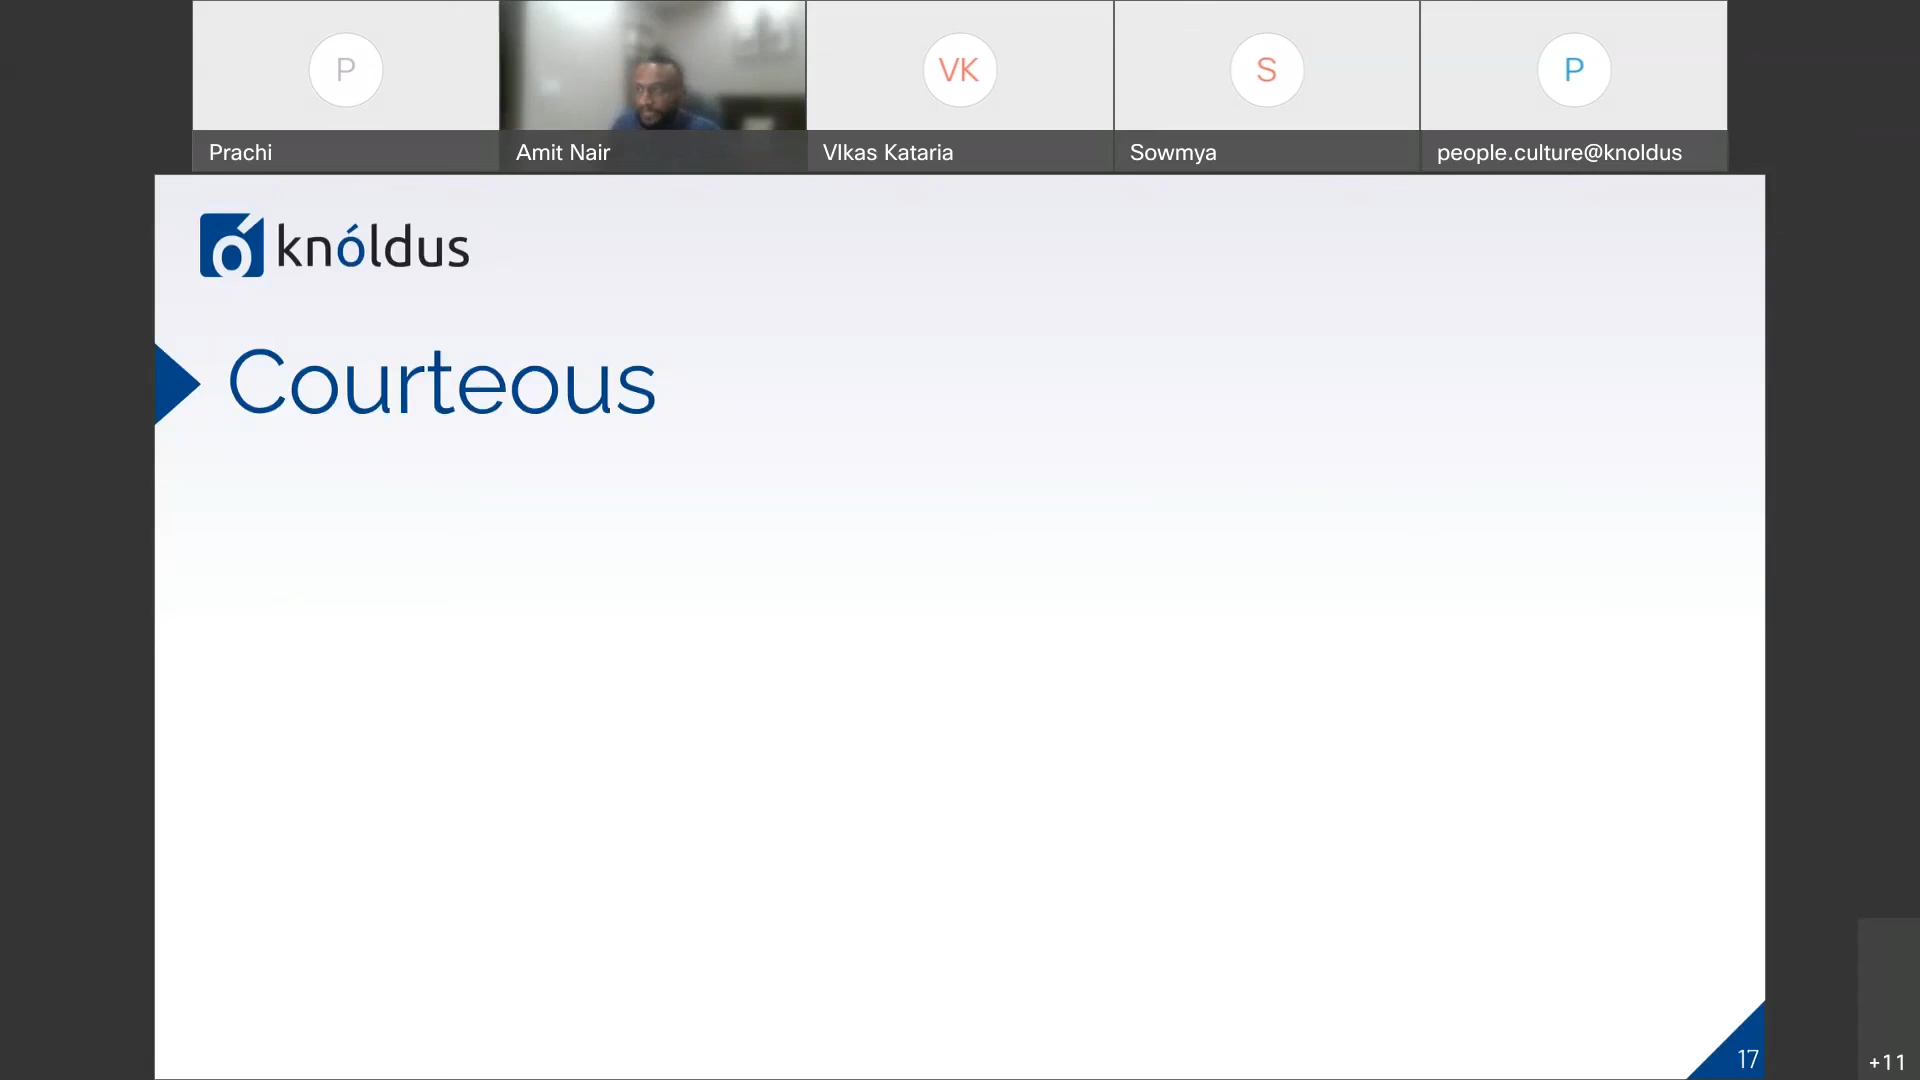 P
VK
S
P
Prachi
Amit Nair
VIkas Kataria
Sowmya
people.culture@knoldus
ó knóldus
Courteous
17
+11